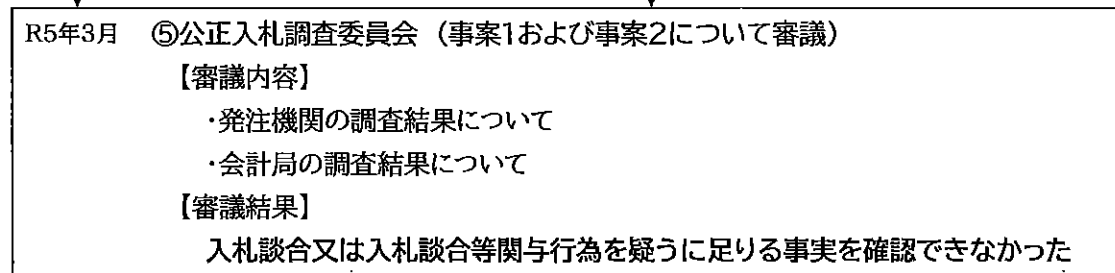 R5年3月 ⑤公正入札調査委員会（事案1および事案2について審議）
【審議内容】
・発注機関の調査結果について
・会計局の調査結果について
【審議結果】
入札談合又は入札談合等関与行為を疑うに足りる事実を確認できなかった